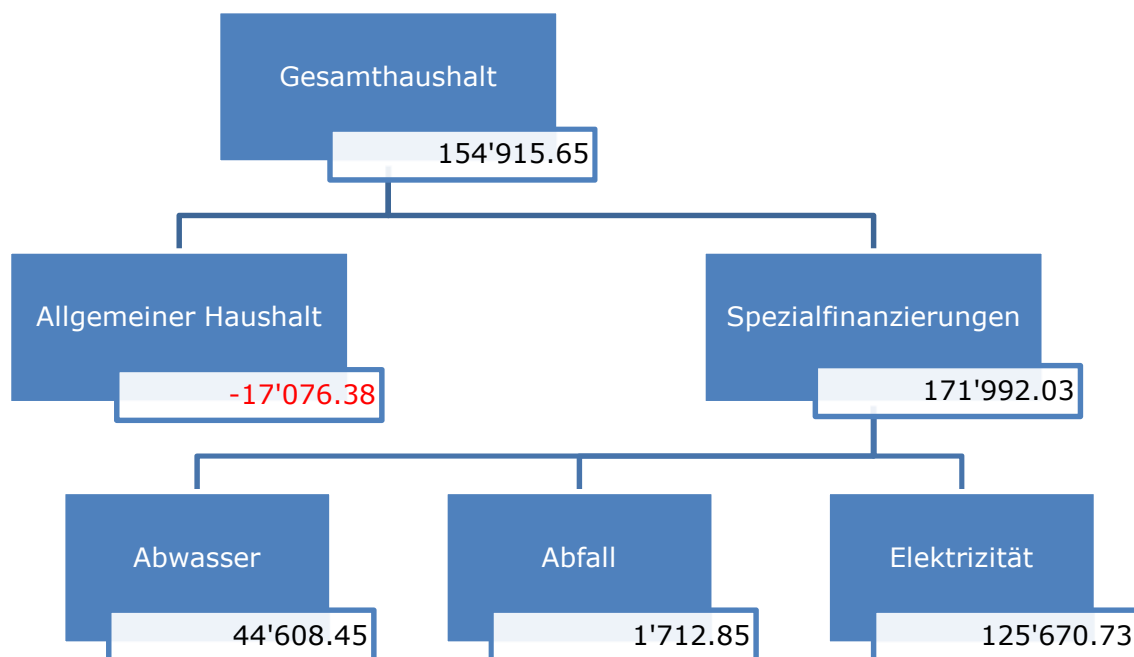 Gesamthaushalt
154'915.65
Allgemeiner Haushalt
-17'076.38
Spezialfinanzierungen
171'992.03
Abwasser
44'608.45
Abfall
1'712.85
Elektrizität
125'670.73